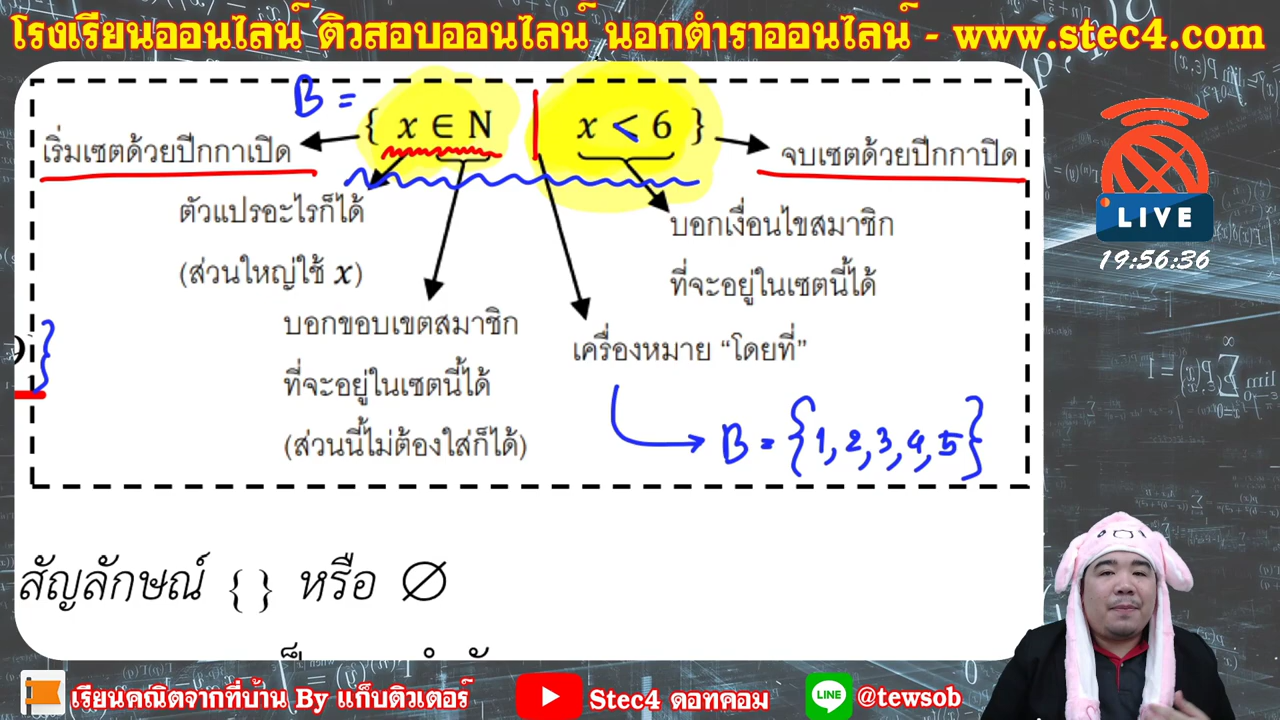 โรงเรียนออนไลน์ ติวสอบออนไลน์ นอกตำราออนไลน์ - www.stec4.com
B = { x ∈ N | x < 6 }
เริ่มเซตด้วยปีกกาเปิด
จบเซตด้วยปีกกาปิด
ตัวแปรอะไรก็ได้
(ส่วนใหญ่ใช้ x)
บอกเงื่อนไขสมาชิก
ที่จะอยู่ในเซตนี้ได้
บอกขอบเขตสมาชิก
ที่จะอยู่ในเซตนี้ได้
(ส่วนนี้ไม่ต้องใส่ก็ได้)
เครื่องหมาย “โดยที่”
B = {1, 2, 3, 4, 5}
}
สัญลักษณ์ { } หรือ ∅
LIVE
19:56:36
เรียนคณิตจากที่บ้าน By แก็บติวเตอร์
Stec4 ดอทคอม
LINE
@tewsob